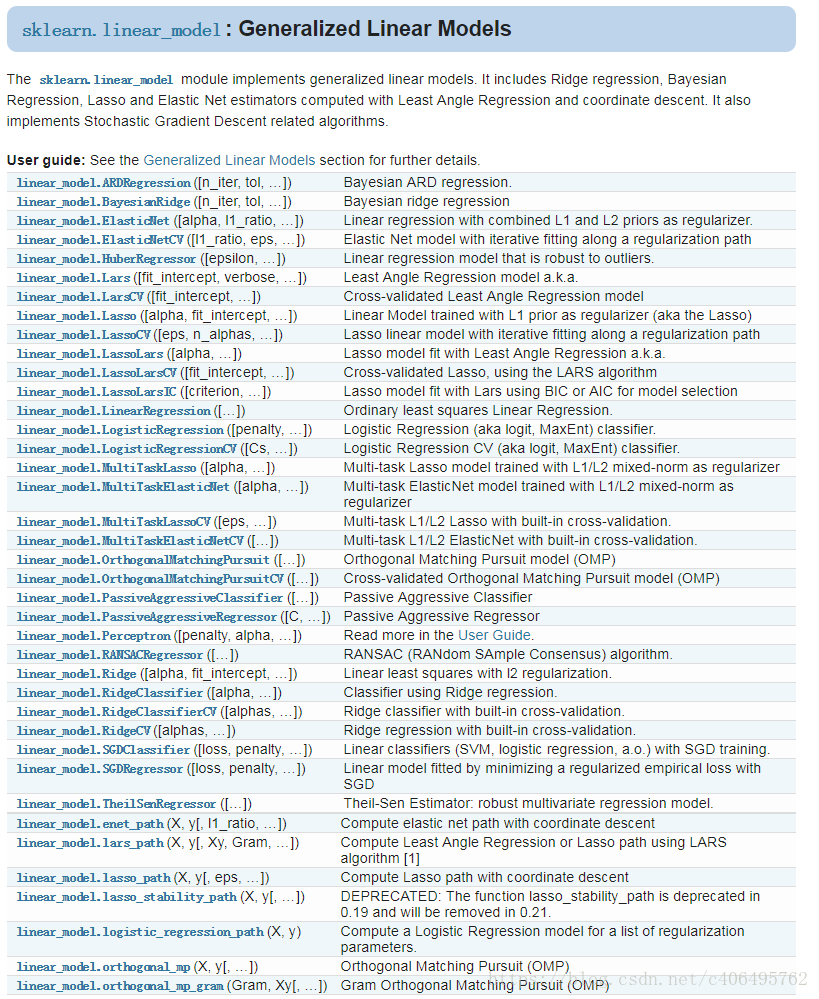 sklearn.linear_model: Generalized Linear Models
The sklearn.linear_model module implements generalized linear models. It includes Ridge regression, Bayesian
Regression, Lasso and Elastic Net estimators computed with Least Angle Regression and coordinate descent. It also
implements Stochastic Gradient Descent related algorithms.
User guide: See the Generalized Linear Models section for further details.
linear_model.ARDRegression ([n_iter, tol, …]) Bayesian ARD regression.
linear_model.BayesianRidge ([n_iter, tol, …]) Bayesian ridge regression
linear_model.ElasticNet ([alpha, l1_ratio, …]) Linear regression with combined L1 and L2 priors as regularizer.
linear_model.ElasticNetCV ([l1_ratio, eps, …]) Elastic Net model with iterative fitting along a regularization path
linear_model.HuberRegressor ([epsilon, …]) Linear regression model that is robust to outliers.
linear_model.Lars ([fit_intercept, verbose, …]) Least Angle Regression model a.k.a.
linear_model.LarsCV ([fit_intercept, …]) Cross-validated Least Angle Regression model
linear_model.Lasso ([alpha, fit_intercept, …]) Linear Model trained with L1 prior as regularizer (aka the Lasso)
linear_model.LassoCV ([eps, n_alphas, …]) Lasso linear model with iterative fitting along a regularization path
linear_model.LassoLars ([alpha, …]) Lasso model fit with Least Angle Regression a.k.a.
linear_model.LassoLarsCV ([fit_intercept, …]) Cross-validated Lasso, using the LARS algorithm
linear_model.LassoLarsIC ([criterion, …]) Lasso model fit with Lars using BIC or AIC for model selection
linear_model.LinearRegression ([…]) Ordinary least squares Linear Regression.
linear_model.LogisticRegression ([penalty, …]) Logistic Regression (aka logit, MaxEnt) classifier.
linear_model.LogisticRegressionCV ([Cs, …]) Logistic Regression CV (aka logit, MaxEnt) classifier.
linear_model.MultiTaskLasso ([alpha, …]) Multi-task Lasso model trained with L1/L2 mixed-norm as regularizer
linear_model.MultiTaskElasticNet ([alpha, …]) Multi-task ElasticNet model trained with L1/L2 mixed-norm as
regularizer
linear_model.MultiTaskLassoCV ([eps, …]) Multi-task L1/L2 Lasso with built-in cross-validation.
linear_model.MultiTaskElasticNetCV ([…]) Multi-task L1/L2 ElasticNet with built-in cross-validation.
linear_model.OrthogonalMatchingPursuit ([…]) Orthogonal Matching Pursuit model (OMP)
linear_model.OrthogonalMatchingPursuitCV ([…]) Cross-validated Orthogonal Matching Pursuit model (OMP)
linear_model.PassiveAggressiveClassifier ([…]) Passive Aggressive Classifier
linear_model.PassiveAggressiveRegressor ([C, …]) Passive Aggressive Regressor
linear_model.Perceptron ([penalty, alpha, …]) Read more in the User Guide.
linear_model.RANSACRegressor ([…]) RANSAC (RANdom SAmple Consensus) algorithm.
linear_model.Ridge ([alpha, fit_intercept, …]) Linear least squares with l2 regularization.
linear_model.RidgeClassifier ([alpha, …]) Classifier using Ridge regression.
linear_model.RidgeClassifierCV ([alphas, …]) Ridge classifier with built-in cross-validation.
linear_model.RidgeCV ([alphas, …]) Ridge regression with built-in cross-validation.
linear_model.SGDClassifier ([loss, penalty, …]) Linear classifiers (SVM, logistic regression, a.o.) with SGD training.
linear_model.SGDRegressor ([loss, penalty, …]) Linear model fitted by minimizing a regularized empirical loss with
SGD
linear_model.TheilSenRegressor ([…]) Theil-Sen Estimator: robust multivariate regression model.
linear_model.enet_path (X, y[, l1_ratio, …]) Compute elastic net path with coordinate descent
linear_model.lars_path (X, y[, Xy, Gram, …]) Compute Least Angle Regression or Lasso path using LARS
algorithm [1]
linear_model.lasso_path (X, y[, eps, …]) Compute Lasso path with coordinate descent
linear_model.lasso_stability_path (X, y[, …]) DEPRECATED: The function lasso_stability_path is deprecated in
0.19 and will be removed in 0.21.
linear_model.logistic_regression_path (X, y) Compute a Logistic Regression model for a list of regularization
parameters.
linear_model.orthogonal_mp (X, y[, …]) Orthogonal Matching Pursuit (OMP)
linear_model.orthogonal_mp_gram (Gram, Xy[, …]) Gram Orthogonal Matching Pursuit (OMP)
https://blog.csdn.net/c406495762